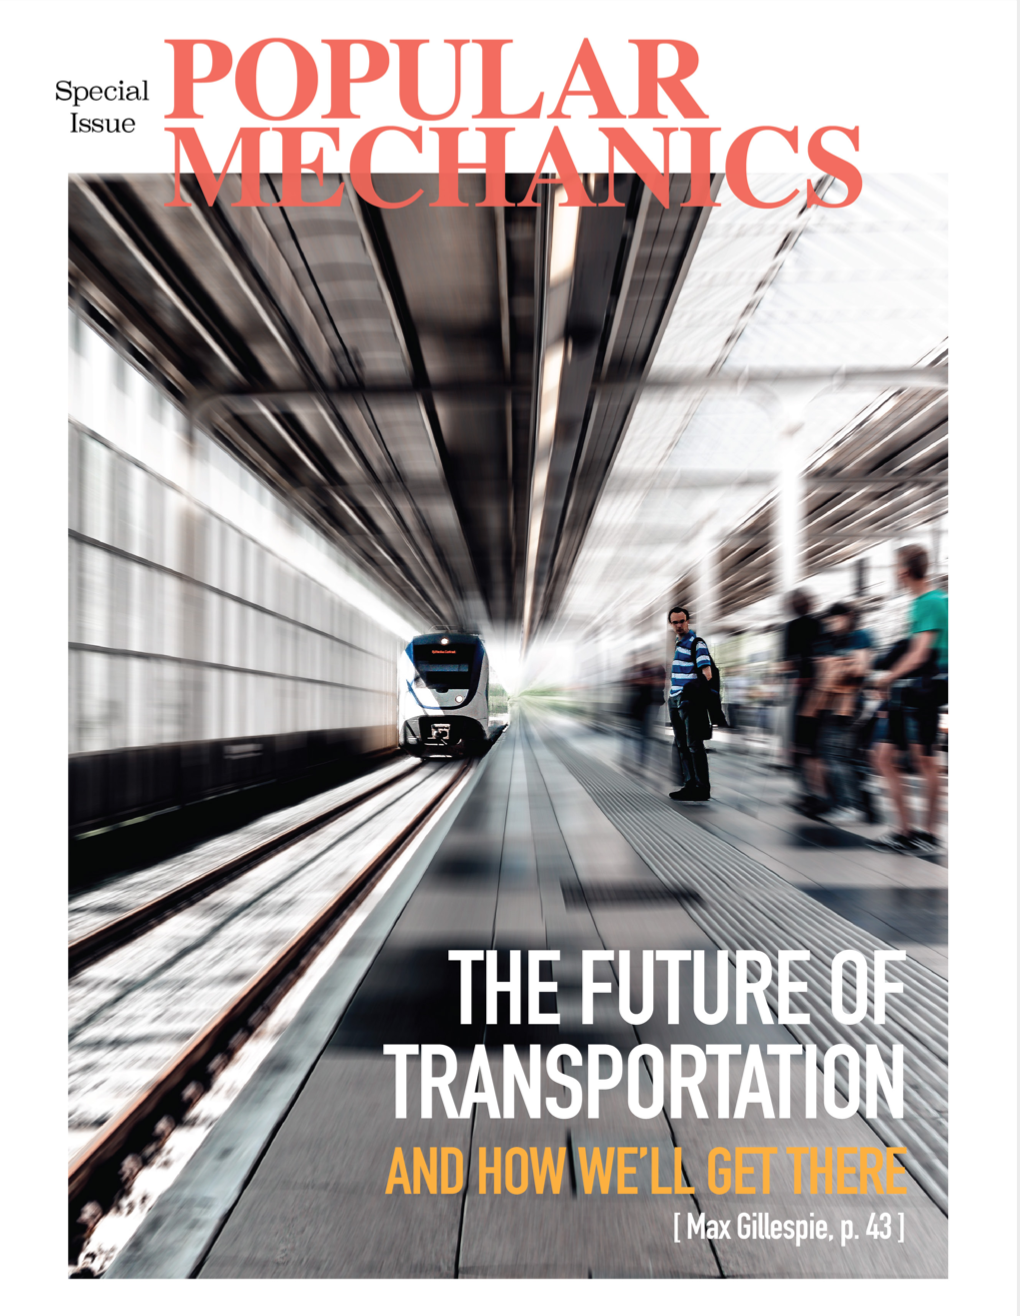 Special
Issue
POPULAR
MECHANICS
THE FUTURE OF
TRANSPORTATION
AND HOW WE'LL GET THERE
[ Max Gillespie, p. 43 ]